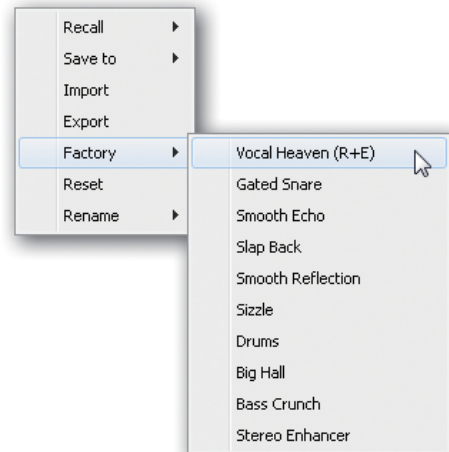 Recall
Save to
Import
Export
Factory
Reset
Rename
Vocal Heaven (R+E)
Gated Snare
Smooth Echo
Slap Back
Smooth Reflection
Sizzle
Drums
Big Hall
Bass Crunch
Stereo Enhancer